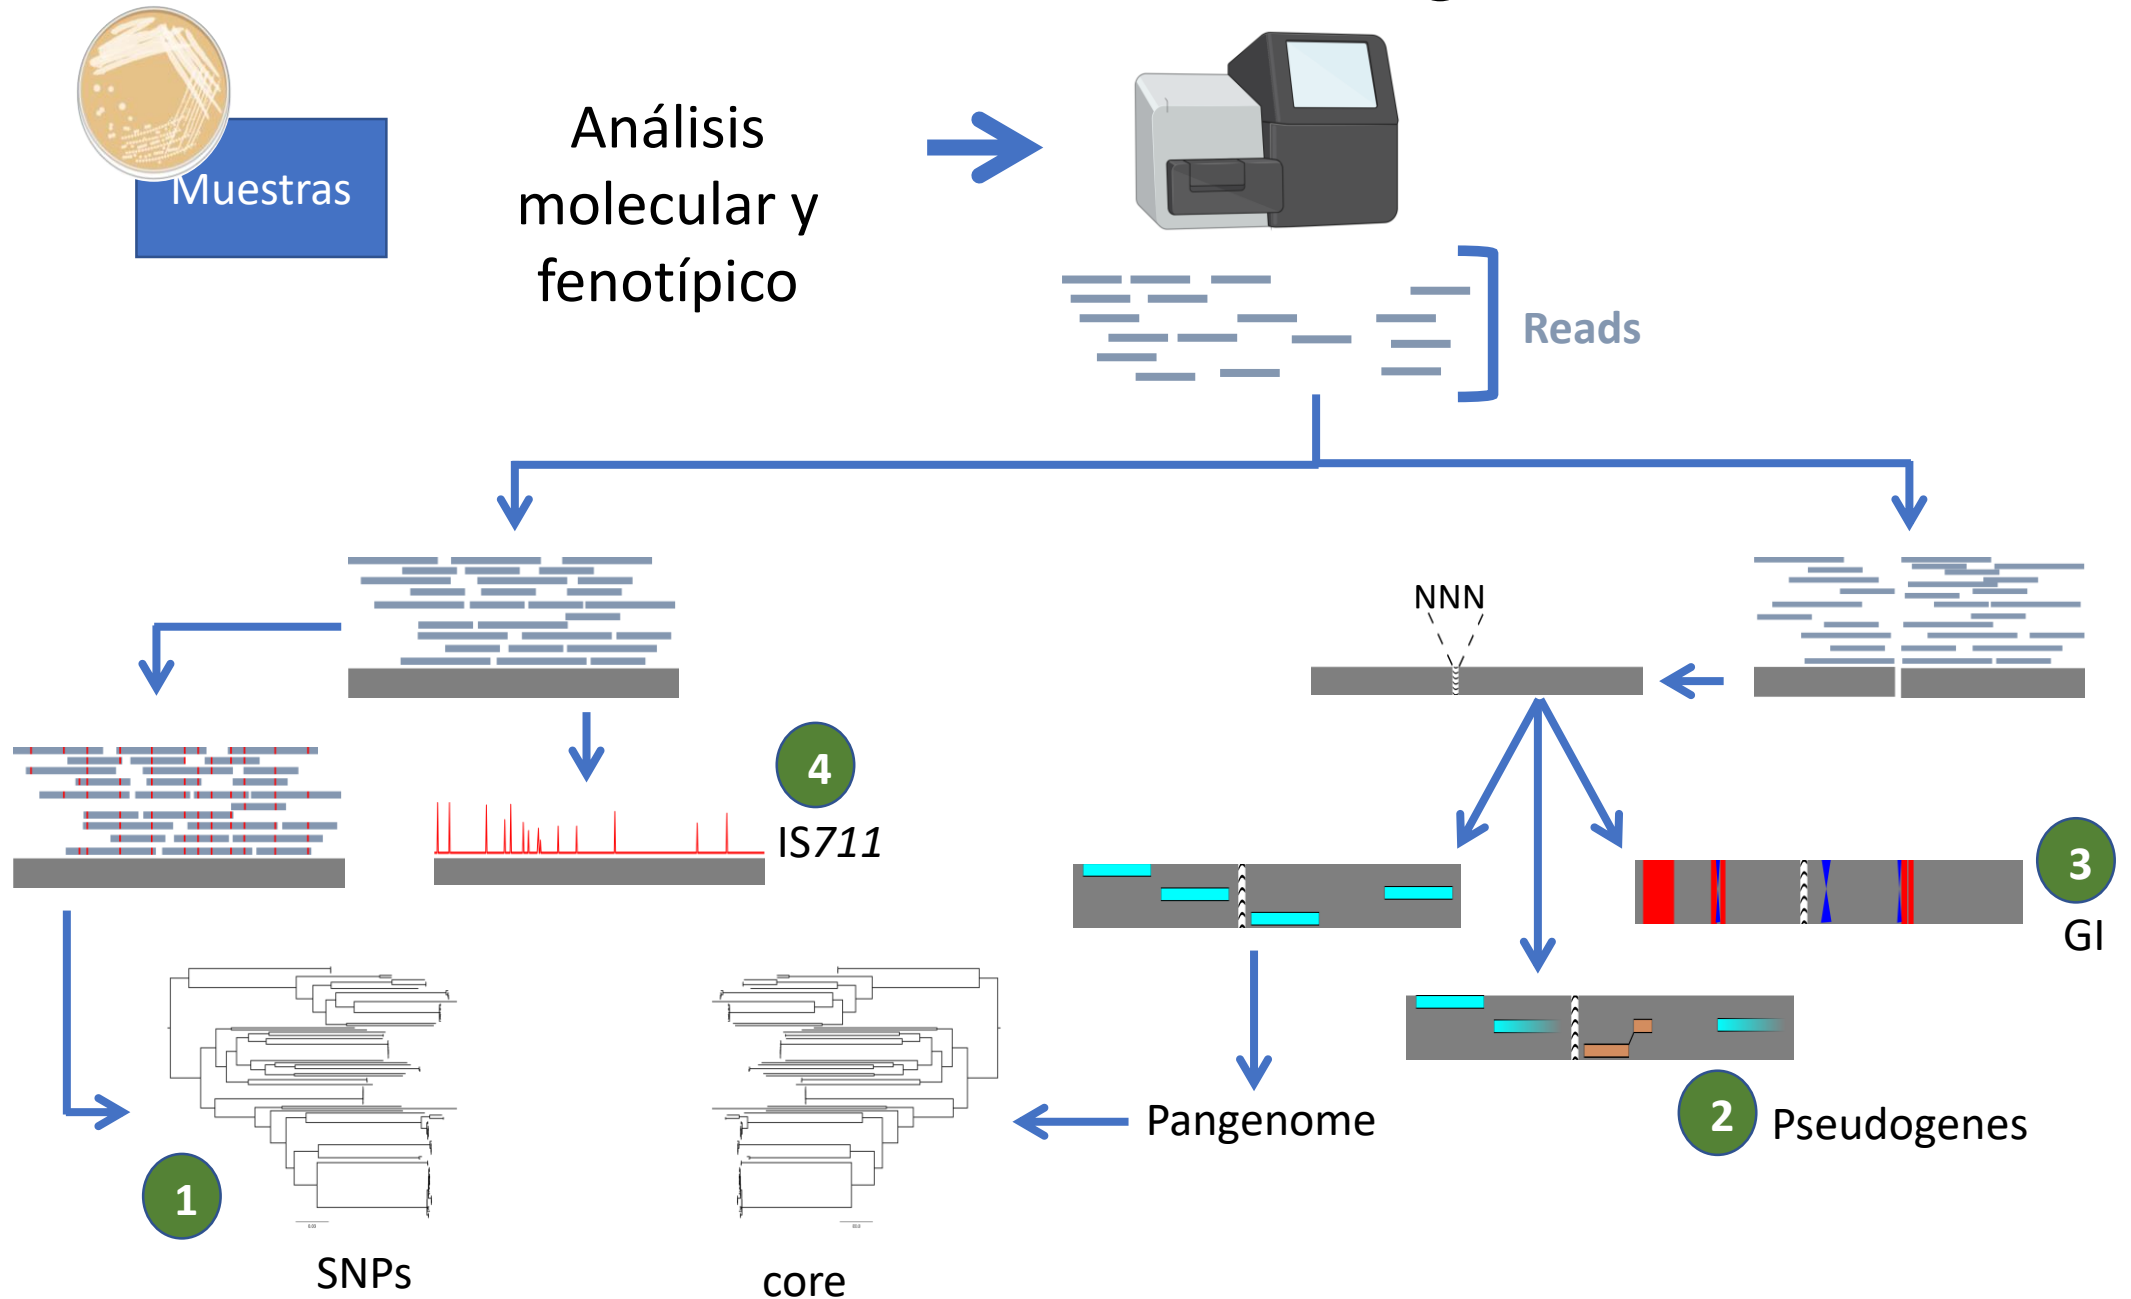 Muestras
Análisis
molecular y
fenotípico
Reads
NNN
4
IS711
3
GI
2
Pseudogenes
Pangenome
1
SNPs
core